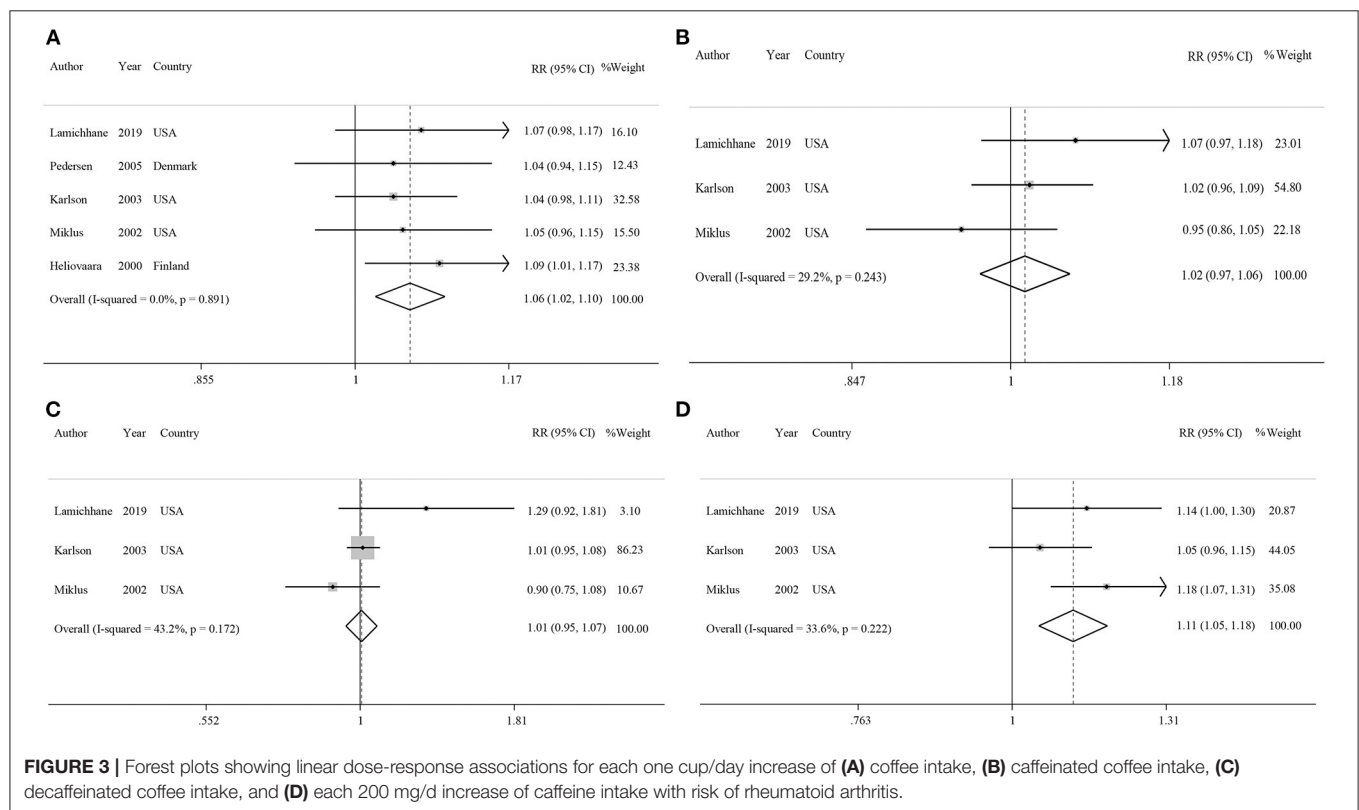 A
Author Year Country RR (95% CI) %Weight
Lamichhane 2019 USA 1.07 (0.98, 1.17) 16.10
Pedersen 2005 Denmark 1.04 (0.94, 1.15) 12.43
Karlson 2003 USA 1.04 (0.98, 1.11) 32.58
Miklus 2002 USA 1.05 (0.96, 1.15) 15.50
Heliovaara 2000 Finland 1.09 (1.01, 1.17) 23.38
Overall (I-squared = 0.0%, p = 0.891) 1.06 (1.02, 1.10) 100.00
.855 1 1.17
B
Author Year Country RR (95% CI) %Weight
Lamichhane 2019 USA 1.07 (0.97, 1.18) 23.01
Karlson 2003 USA 1.02 (0.96, 1.09) 54.80
Miklus 2002 USA 0.95 (0.86, 1.05) 22.18
Overall (I-squared = 29.2%, p = 0.243) 1.02 (0.97, 1.06) 100.00
.847 1 1.18
C
Author Year Country RR (95% CI) %Weight
Lamichhane 2019 USA 1.29 (0.92, 1.81) 3.10
Karlson 2003 USA 1.01 (0.95, 1.08) 86.23
Miklus 2002 USA 0.90 (0.75, 1.08) 10.67
Overall (I-squared = 43.2%, p = 0.172) 1.01 (0.95, 1.07) 100.00
.552 1 1.81
D
Author Year Country RR (95% CI) %Weight
Lamichhane 2019 USA 1.14 (1.00, 1.30) 20.87
Karlson 2003 USA 1.05 (0.96, 1.15) 44.05
Miklus 2002 USA 1.18 (1.07, 1.31) 35.08
Overall (I-squared = 33.6%, p = 0.222) 1.11 (1.05, 1.18) 100.00
.763 1 1.31
FIGURE 3 | Forest plots showing linear dose-response associations for each one cup/day increase of (A) coffee intake, (B) caffeinated coffee intake, (C)
decaffeinated coffee intake, and (D) each 200 mg/d increase of caffeine intake with risk of rheumatoid arthritis.